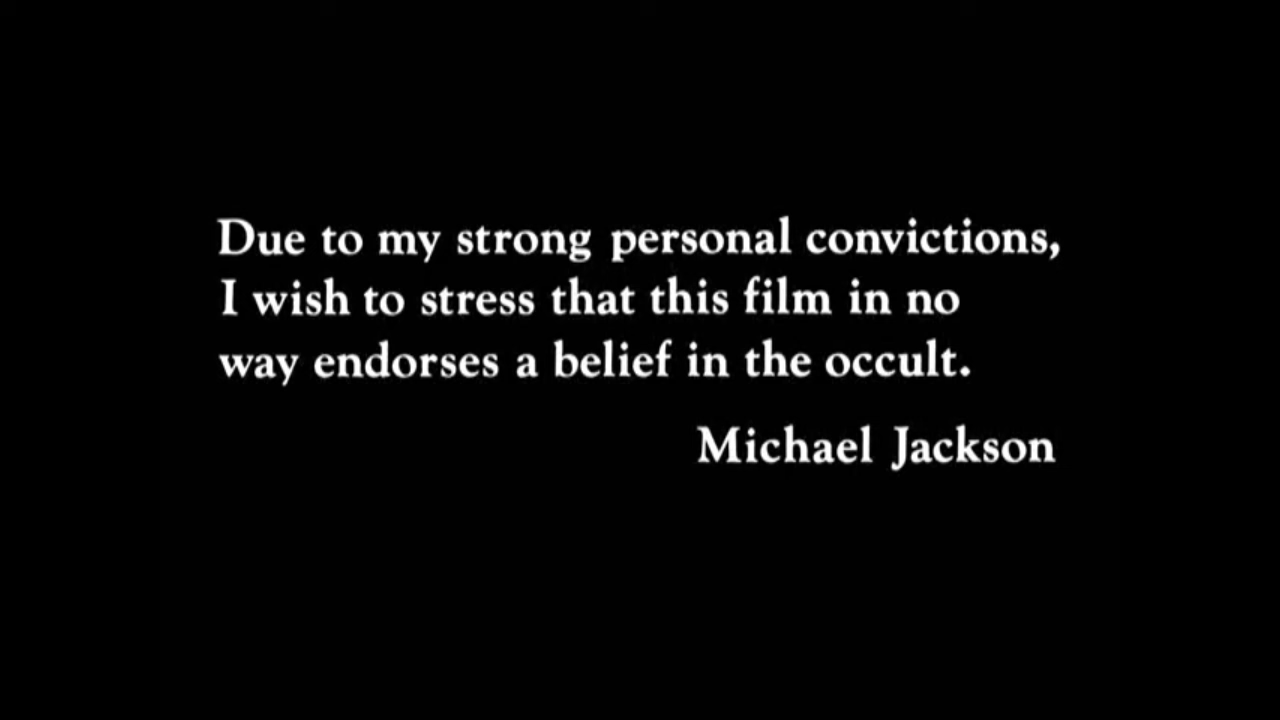 Due to my strong personal convictions,
I wish to stress that this film in no
way endorses a belief in the occult.
Michael Jackson